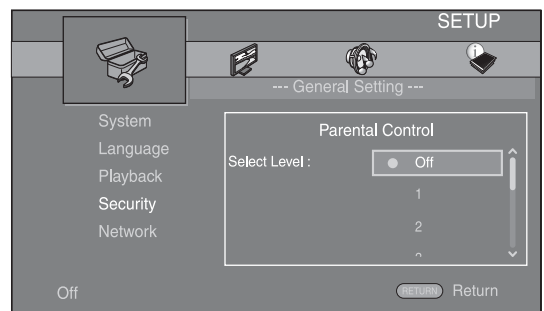 SETUP
--- General Setting ---
System
Language
Playback
Security
Network
Parental Control
Select Level :
Off
1
2
Off
RETURN Return